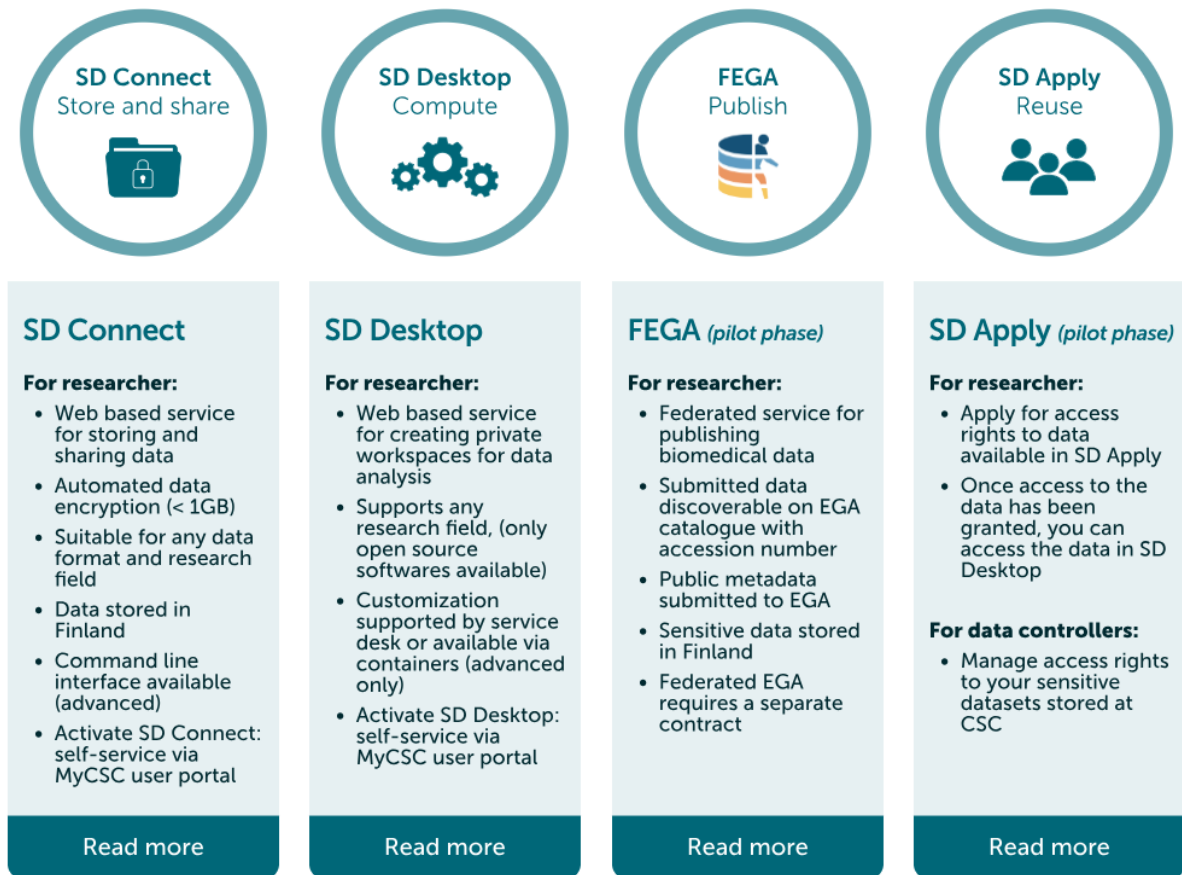 SD Connect
Store and share
SD Desktop
Compute
FEGA
Publish
SD Apply
Reuse
SD Connect
For researcher:
• Web based service
for storing and
sharing data
• Automated data
encryption (< 1GB)
• Suitable for any data
format and research
field
• Data stored in
Finland
• Command line
interface available
(advanced)
• Activate SD Connect:
self-service via
MyCSC user portal
Read more
SD Desktop
For researcher:
• Web based service
for creating private
workspaces for data
analysis
• Supports any
research field, (only
open source
softwares available)
• Customization
supported by service
desk or available via
containers (advanced
only)
• Activate SD Desktop:
self-service via
MyCSC user portal
Read more
FEGA (pilot phase)
For researcher:
• Federated service for
publishing
biomedical data
• Submitted data
discoverable on EGA
catalogue with
accession number
• Public metadata
submitted to EGA
• Sensitive data stored
in Finland
• Federated EGA
requires a separate
contract
Read more
SD Apply (pilot phase)
For researcher:
• Apply for access
rights to data
available in SD Apply
• Once access to the
data has been
granted, you can
access the data in SD
Desktop
For data controllers:
• Manage access rights
to your sensitive
datasets stored at
CSC
Read more